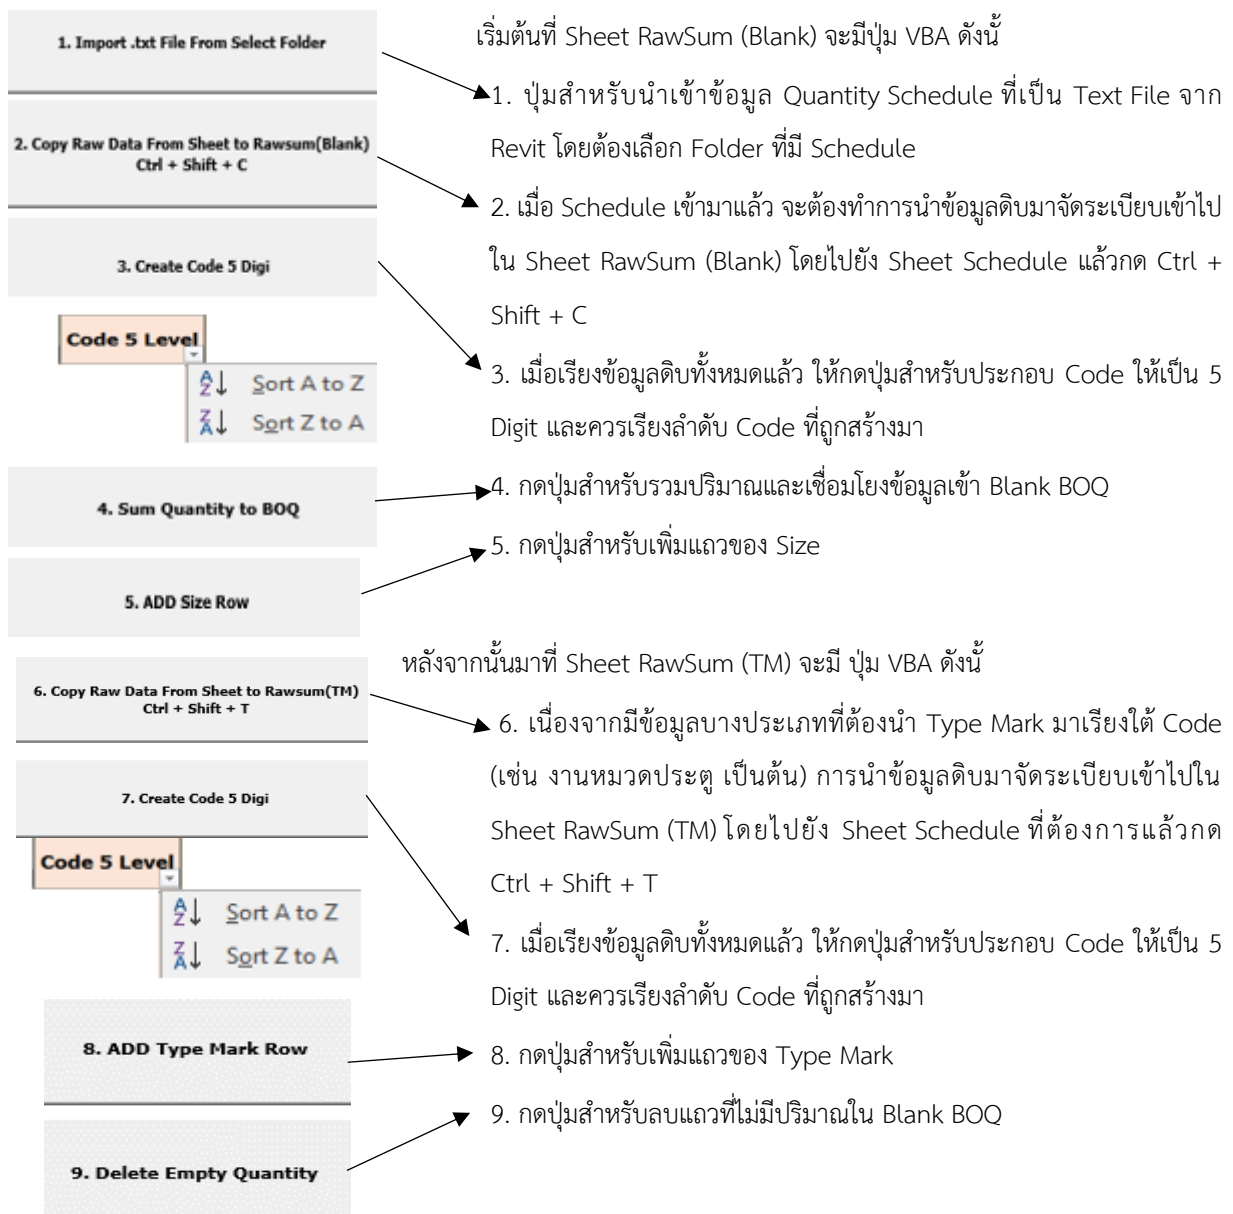 1. Import .txt File From Select Folder
2. Copy Raw Data From Sheet to Rawsum(Blank)
Ctrl + Shift + C
3. Create Code 5 Digi
Code 5 Level
Sort A to Z
Sort Z to A
4. Sum Quantity to BOQ
5. ADD Size Row
เริ่มต้นที่ Sheet RawSum (Blank) จะมีปุ่ม VBA ดังนี้
1. ปุ่มสำหรับนำเข้าข้อมูล Quantity Schedule ที่เป็น Text File จาก
Revit โดยต้องเลือก Folder ที่มี Schedule
2. เมื่อ Schedule เข้ามาแล้ว จะต้องทำการนำข้อมูลดิบมาจัดระเบียบเข้าไป
ใน Sheet RawSum (Blank) โดยไปยัง Sheet Schedule แล้วกด Ctrl +
Shift + C
3. เมื่อเรียงข้อมูลดิบทั้งหมดแล้ว ให้กดปุ่มสำหรับประกอบ Code ให้เป็น 5
Digit และควรเรียงลำดับ Code ที่ถูกสร้างมา
4. กดปุ่มสำหรับรวมปริมาณและเชื่อมโยงข้อมูลเข้า Blank BOQ
5. กดปุ่มสำหรับเพิ่มแถวของ Size
6. Copy Raw Data From Sheet to Rawsum(TM)
Ctrl + Shift + T
7. Create Code 5 Digi
Code 5 Level
Sort A to Z
Sort Z to A
8. ADD Type Mark Row
9. Delete Empty Quantity
หลังจากนั้นมาที่ Sheet RawSum (TM) จะมี ปุ่ม VBA ดังนี้
6. เนื่องจากมีข้อมูลบางประเภทที่ต้องนำ Type Mark มาเรียงใต้ Code
(เช่น งานหมวดประตู เป็นต้น) การนำข้อมูลดิบมาจัดระเบียบเข้าไปใน
Sheet RawSum (TM) โดยไปยัง Sheet Schedule ที่ต้องการแล้วกด
Ctrl + Shift + T
7. เมื่อเรียงข้อมูลดิบทั้งหมดแล้ว ให้กดปุ่มสำหรับประกอบ Code ให้เป็น 5
Digit และควรเรียงลำดับ Code ที่ถูกสร้างมา
8. กดปุ่มสำหรับเพิ่มแถวของ Type Mark
9. กดปุ่มสำหรับลบแถวที่ไม่มีปริมาณใน Blank BOQ